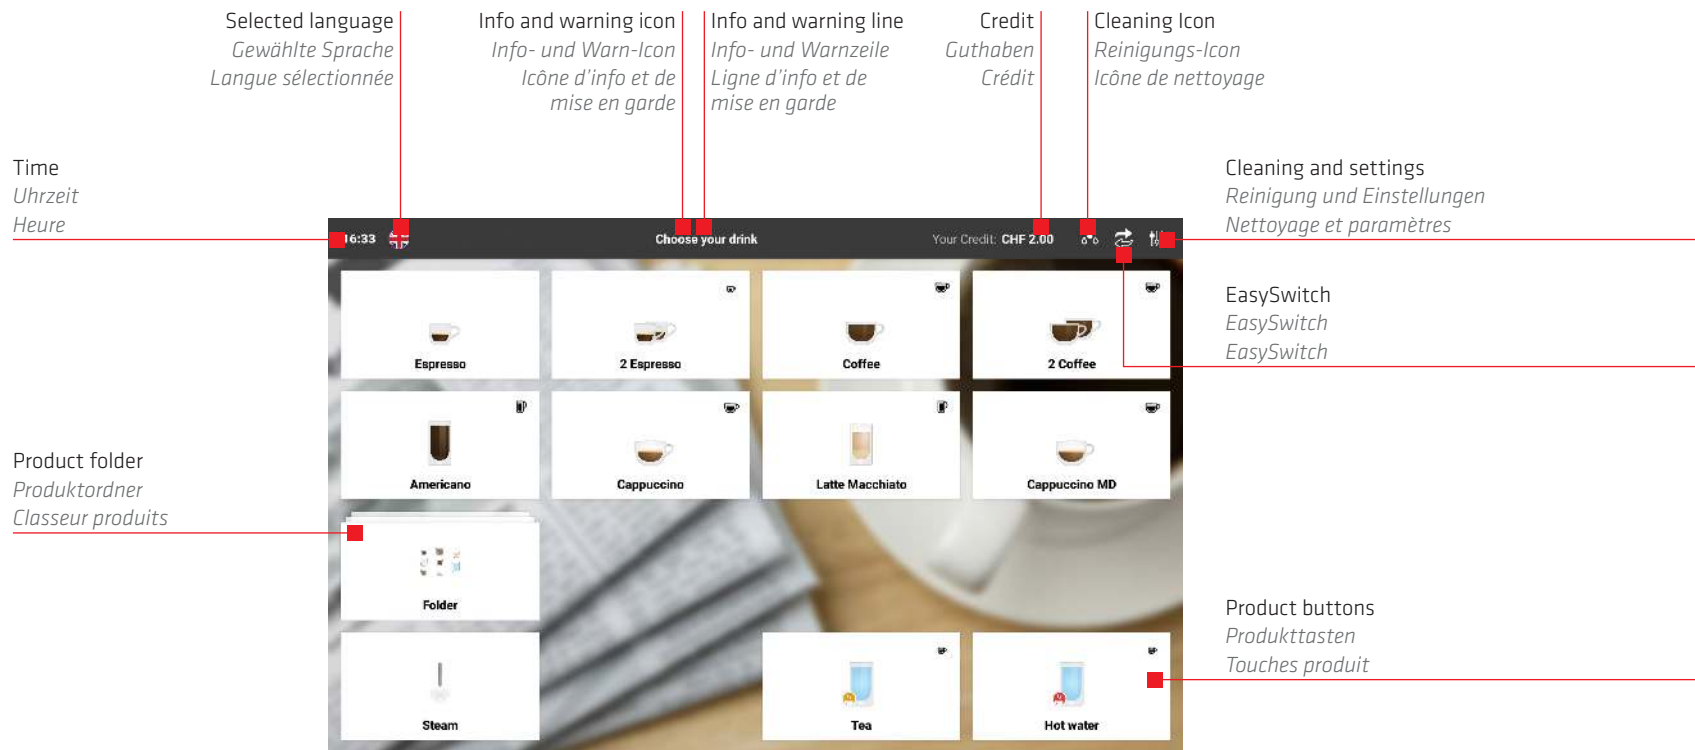 Selected language
Gewählte Sprache
Langue sélectionnée
Info and warning icon
Info- und Warn-Icon
Icône d'info et de
mise en garde
Info and warning line
Info- und Warnzeile
Ligne d'info et de
mise en garde
Credit
Guthaben
Crédit
Cleaning Icon
Reinigungs-Icon
Icône de nettoyage
Time
Uhrzeit
Heure
Cleaning and settings
Reinigung und Einstellungen
Nettoyage et paramètres
16:33
Choose your drink
Your Credit: CHF 2.00
EasySwitch
EasySwitch
EasySwitch
Espresso
2 Espresso
Coffee
2 Coffee
Americano
Cappuccino
Latte Macchiato
Cappuccino MD
Product folder
Produktordner
Classeur produits
Folder
Product buttons
Produkttasten
Touches produit
Steam
Tea
Hot water